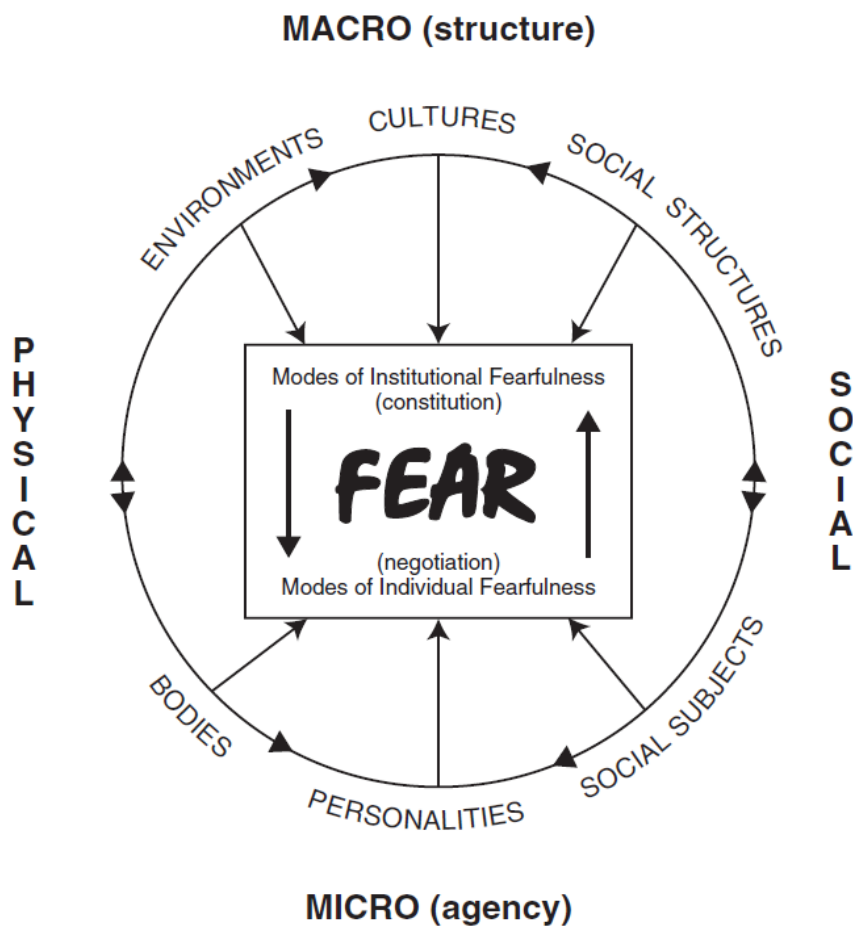 MACRO (structure)
CULTURES
ENVIRONMENTS
SOCIAL STRUCTURES
PHYSICAL
SOCIAL
Modes of Institutional Fearfulness
(constitution)
FEAR
(negotiation)
Modes of Individual Fearfulness
BODIES
SOCIAL SUBJECTS
PERSONALITIES
MICRO (agency)